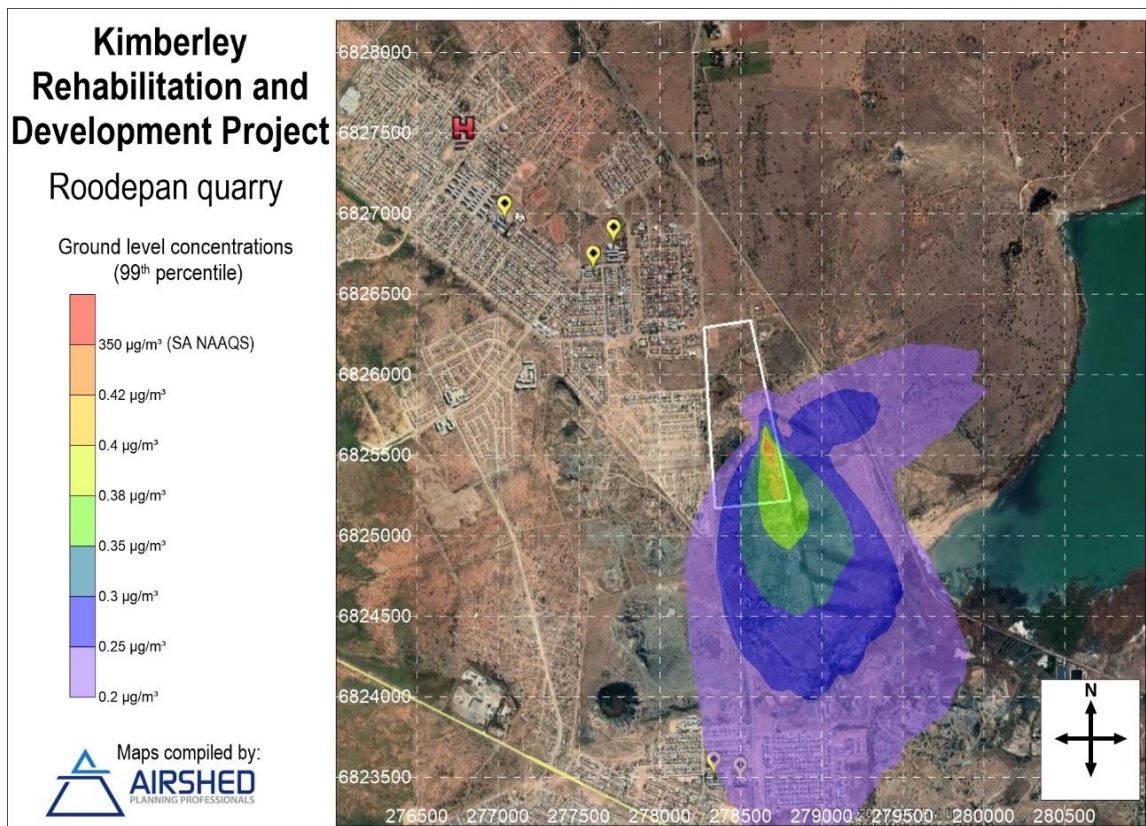 Kimberley
Rehabilitation and
Development Project
Roodepan quarry
Ground level concentrations
(99th percentile)
350 µg/m³ (SA NAAQS)
0.42 µg/m³
0.4 µg/m³
0.38 µg/m³
0.35 µg/m³
0.3 µg/m³
0.25 µg/m³
0.2 µg/m³
Maps compiled by:
AIRSHED
PLANNING PROFESSIONALS
6828000
6827500
6827000
6826500
6826000
6825500
6825000
6824500
6824000
6823500
276500 277000 277500 278000 278500 279000 279500 280000 280500
H
N